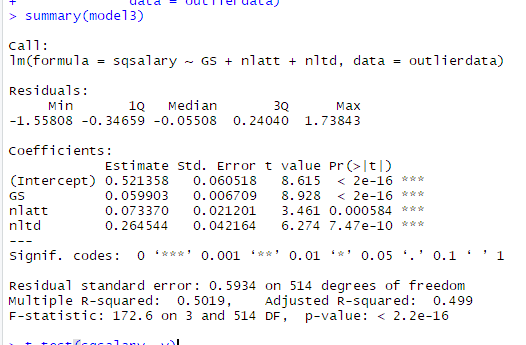 + data = outlierdata)
> summary(model3)
Call:
lm(formula = sqsalary ~ GS + nlatt + nltd, data = outlierdata)
Residuals:
Min 1Q Median 3Q Max
-1.55808 -0.34659 -0.05508 0.24040 1.73843
Coefficients:
Estimate Std. Error t value Pr(>|t|)
(Intercept) 0.521358 0.060518 8.615 < 2e-16 ***
GS 0.059903 0.006709 8.928 < 2e-16 ***
nlatt 0.073370 0.021201 3.461 0.000584 ***
nltd 0.264544 0.042164 6.274 7.47e-10 ***
---
Signif. codes: 0 ‘***’ 0.001 ‘**’ 0.01 ‘*’ 0.05 ‘.’ 0.1 ‘ ’ 1
Residual standard error: 0.5934 on 514 degrees of freedom
Multiple R-squared: 0.5019, Adjusted R-squared: 0.499
F-statistic: 172.6 on 3 and 514 DF, p-value: < 2.2e-16
> t.test(sqsalary